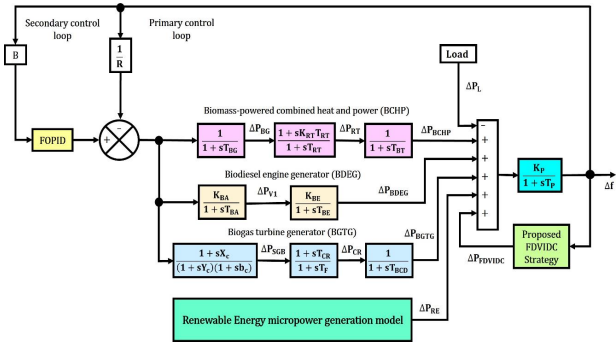 Secondary control
loop
Primary control
loop
B
1
R
Load
ΔP_L
FOPID
+
−
Biomass-powered combined heat and power (BCHP)
1
1 + sT_BG
ΔP_BG
1 + sK_RT T_RT
1 + sT_RT
ΔP_RT
1
1 + sT_BT
ΔP_BCHP
Biodiesel engine generator (BDEG)
K_BA
1 + sT_BA
ΔP_V1
K_BE
1 + sT_BE
ΔP_BDEG
Biogas turbine generator (BGTG)
1 + sX_c
(1 + sY_c)(1 + sb_c)
ΔP_SGB
1 + sT_CR
1 + sT_F
ΔP_CR
1
1 + sT_BCD
ΔP_BGTG
−
+
+
+
+
+
K_P
1 + sT_P
Δf
Proposed
FDVIDC
Strategy
ΔP_FDVIDC
Renewable Energy micropower generation model
ΔP_RE